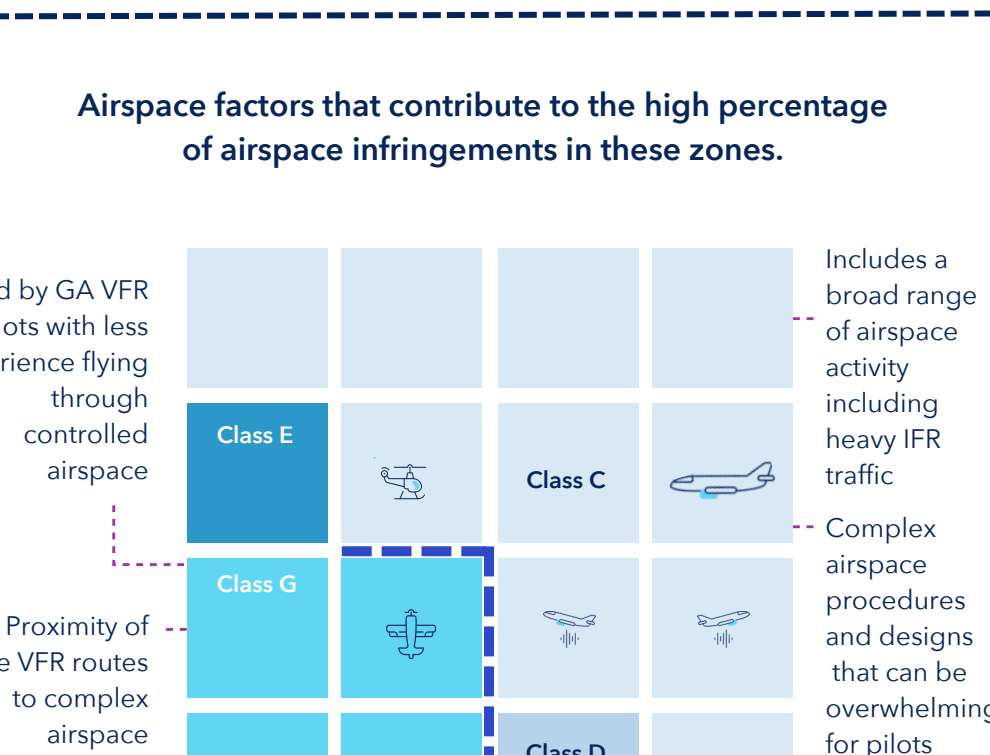 Airspace factors that contribute to the high percentage
of airspace infringements in these zones.
by GA VFR
with less
flying
through
controlled
airspace
Proximity of
VFR routes
to complex
airspace
Class E
Class C
Class G
Class D
Includes a
broad range
of airspace
activity
including
heavy IFR
traffic
Complex
airspace
procedures
and designs
that can be
overwhelming
for pilots